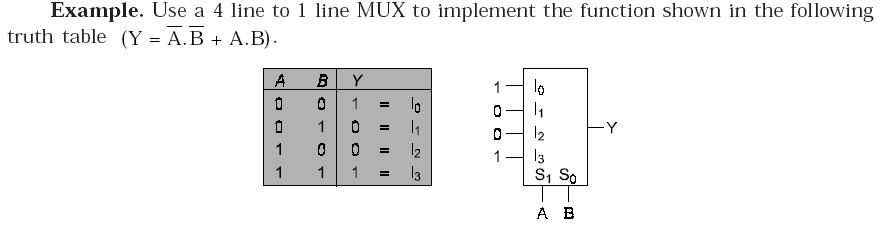 Example. Use a 4 line to 1 line MUX to implement the function shown in the following
truth table (Y = A̅.B̅ + A.B).
A B Y
0 0 1 = I₀
0 1 0 = I₁
1 0 0 = I₂
1 1 1 = I₃
1 I₀
0 I₁
0 I₂
1 I₃
Y
S₁ S₀
A B